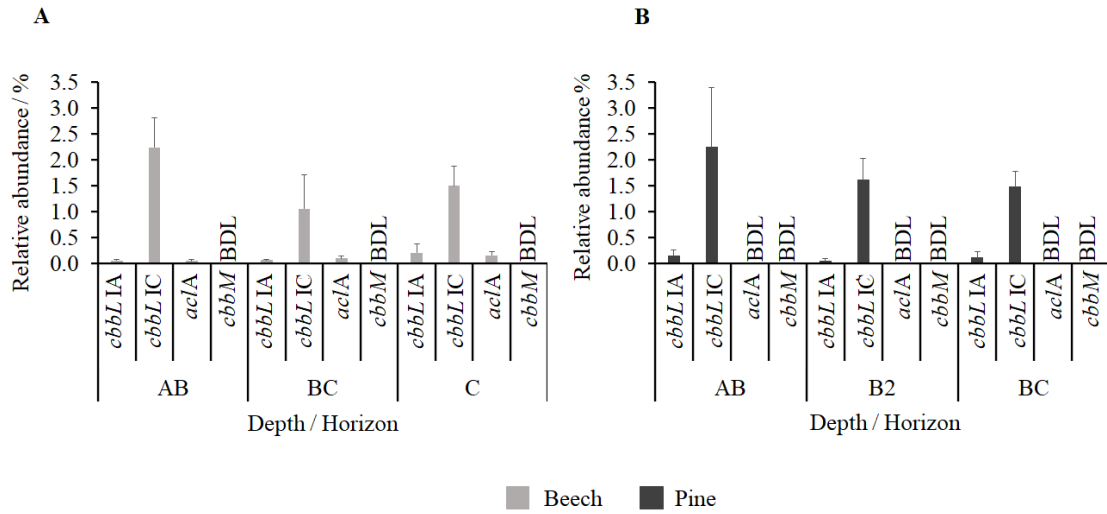 A
B
Relative abundance / %
3.5
3.0
2.5
2.0
1.5
1.0
0.5
0.0
BDL
BDL
BDL
cbbL IA
cbbL IC
aclA
cbbM
cbbL IA
cbbL IC
aclA
cbbM
cbbL IA
cbbL IC
aclA
cbbM
AB
BC
C
Depth / Horizon
Relative abundance %
3.5
3.0
2.5
2.0
1.5
1.0
0.5
0.0
BDL
BDL
BDL
BDL
BDL
BDL
cbbL IA
cbbL IC
aclA
cbbM
cbbL IA
cbbL IC
aclA
cbbM
cbbL IA
cbbL IC
aclA
cbbM
AB
B2
BC
Depth / Horizon
Beech
Pine